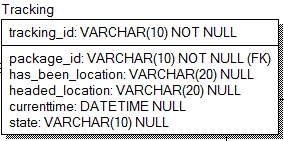 Tracking
tracking_id: VARCHAR(10) NOT NULL
package_id: VARCHAR(10) NOT NULL (FK)
has_been_location: VARCHAR(20) NULL
headed_location: VARCHAR(20) NULL
currenttime: DATETIME NULL
state: VARCHAR(10) NULL